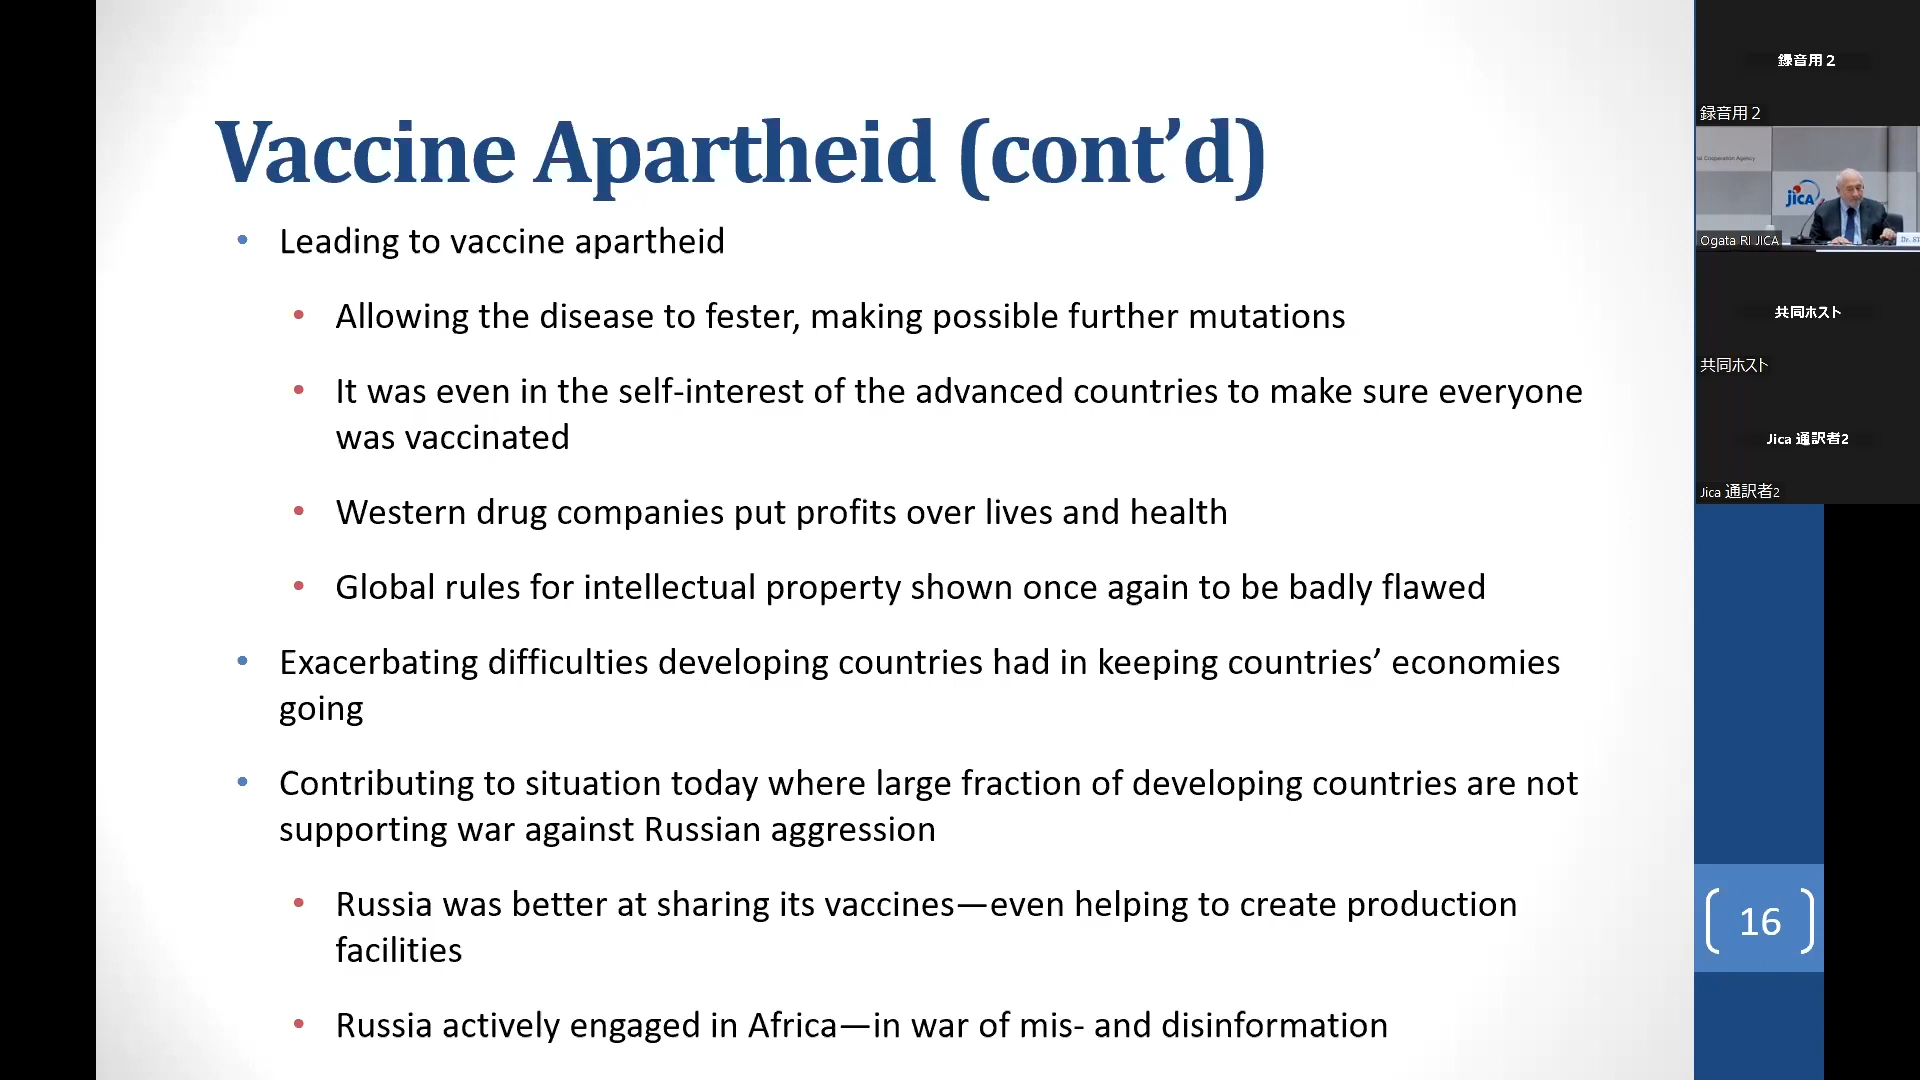 Vaccine Apartheid (cont’d)
• Leading to vaccine apartheid
• Allowing the disease to fester, making possible further mutations
• It was even in the self-interest of the advanced countries to make sure everyone
was vaccinated
• Western drug companies put profits over lives and health
• Global rules for intellectual property shown once again to be badly flawed
• Exacerbating difficulties developing countries had in keeping countries’ economies
going
• Contributing to situation today where large fraction of developing countries are not
supporting war against Russian aggression
• Russia was better at sharing its vaccines—even helping to create production
facilities
• Russia actively engaged in Africa—in war of mis- and disinformation
16
録音用２
録音用２
Cooperation Agency
jICA
Dr.
Ogata RI JICA
共同ホスト
共同ホスト
Jica 通訳者2
Jica 通訳者2